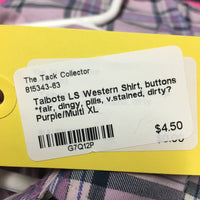 The Tack Collector
815343-63
Talbots LS Western Shirt, buttons
*fair, dingy, pills, v.stained, dirty?
Purple/Multi XL
$4.50
G7Q12P